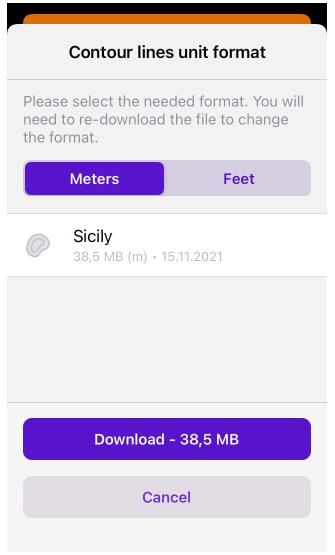 Contour lines unit format
Please select the needed format. You will
need to re-download the file to change
the format.
Meters
Feet
Sicily
38,5 MB (m) • 15.11.2021
Download - 38,5 MB
Cancel